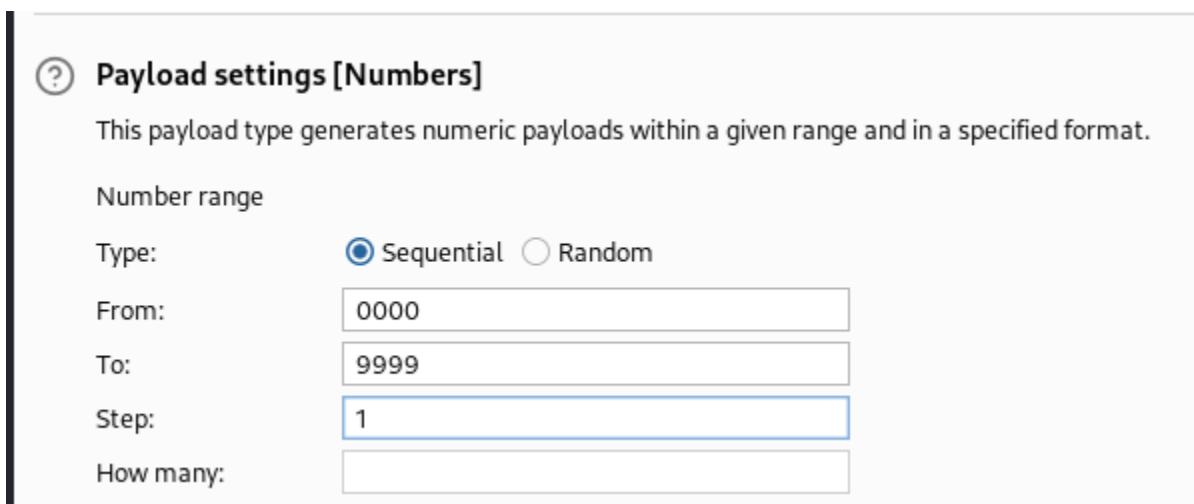 Payload settings [Numbers]
This payload type generates numeric payloads within a given range and in a specified format.
Number range
Type: Sequential Random
From: 0000
To: 9999
Step: 1
How many: